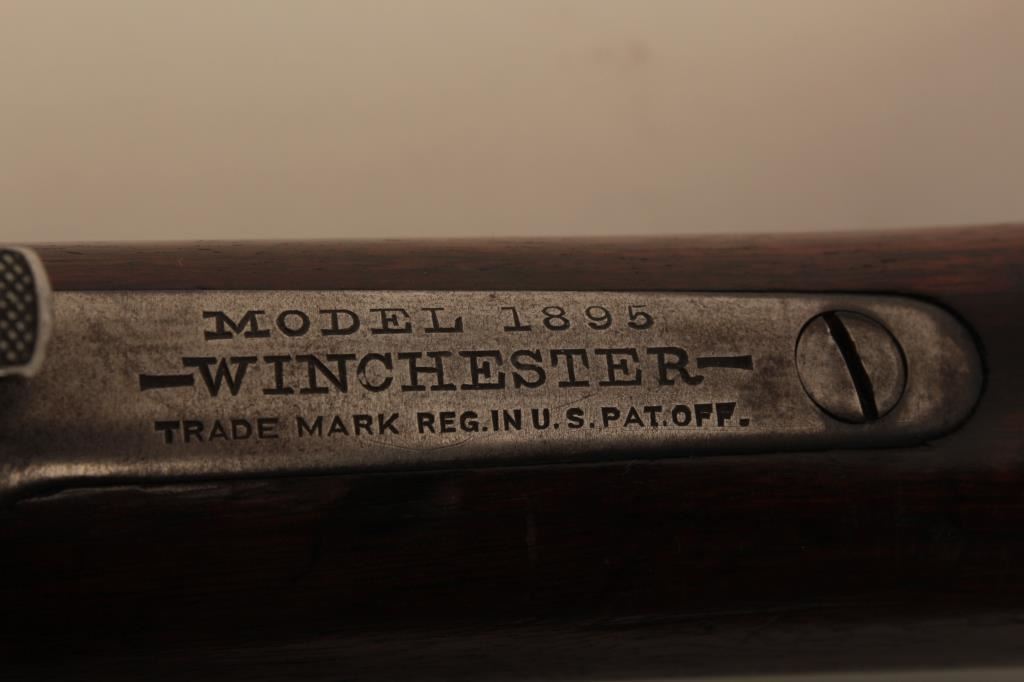 MODEL 1895
-WINCHESTER-
TRADE MARK REG. IN U. S. PAT. OFF.